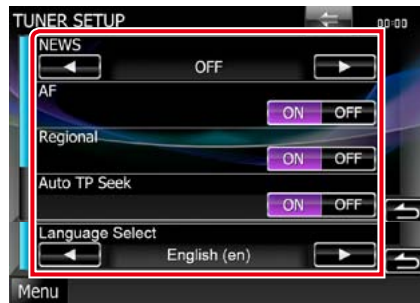 TUNER SETUP
00:00
NEWS
OFF
AF
ON OFF
Regional
ON OFF
Auto TP Seek
ON OFF
Language Select
English (en)
Menu